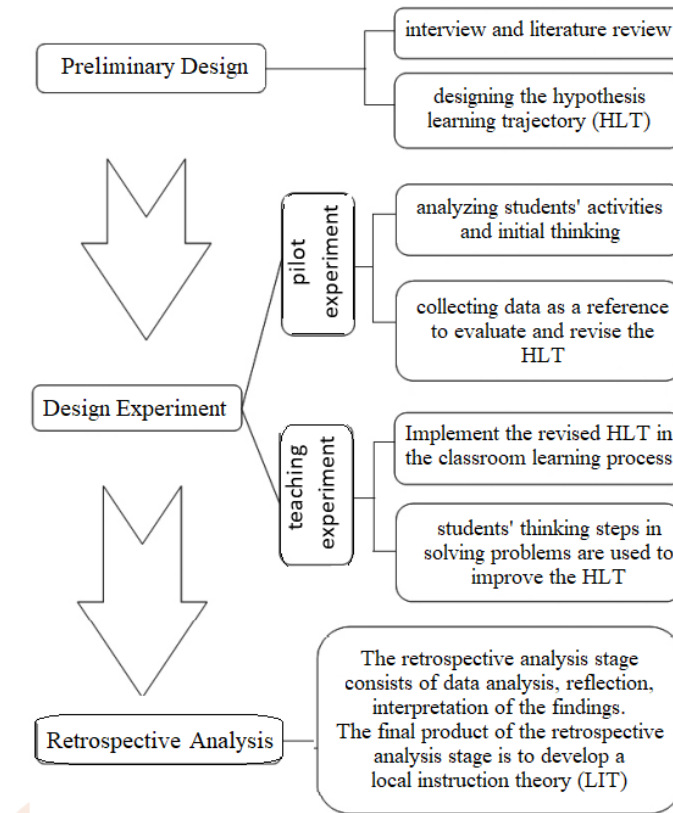 interview and literature review
Preliminary Design
designing the hypothesis
learning trajectory (HLT)
analyzing students' activities
and initial thinking
pilot
experiment
collecting data as a reference
to evaluate and revise the
HLT
Design Experiment
Implement the revised HLT in
the classroom learning process
teaching
experiment
students' thinking steps in
solving problems are used to
improve the HLT
The retrospective analysis stage
consists of data analysis, reflection,
interpretation of the findings.
The final product of the retrospective
analysis stage is to develop a
local instruction theory (LIT)
Retrospective Analysis